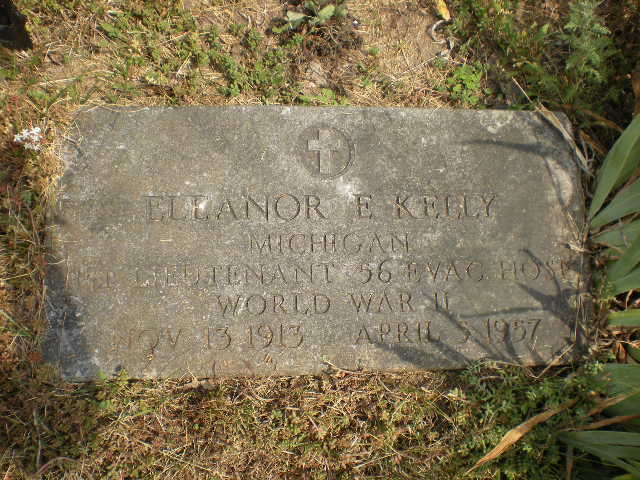 ELEANOR E KELLY
MICHIGAN
1ST LIEUTENANT 56 EVAC HOSP
WORLD WAR II
NOV 13 1913 APRIL 5 1957